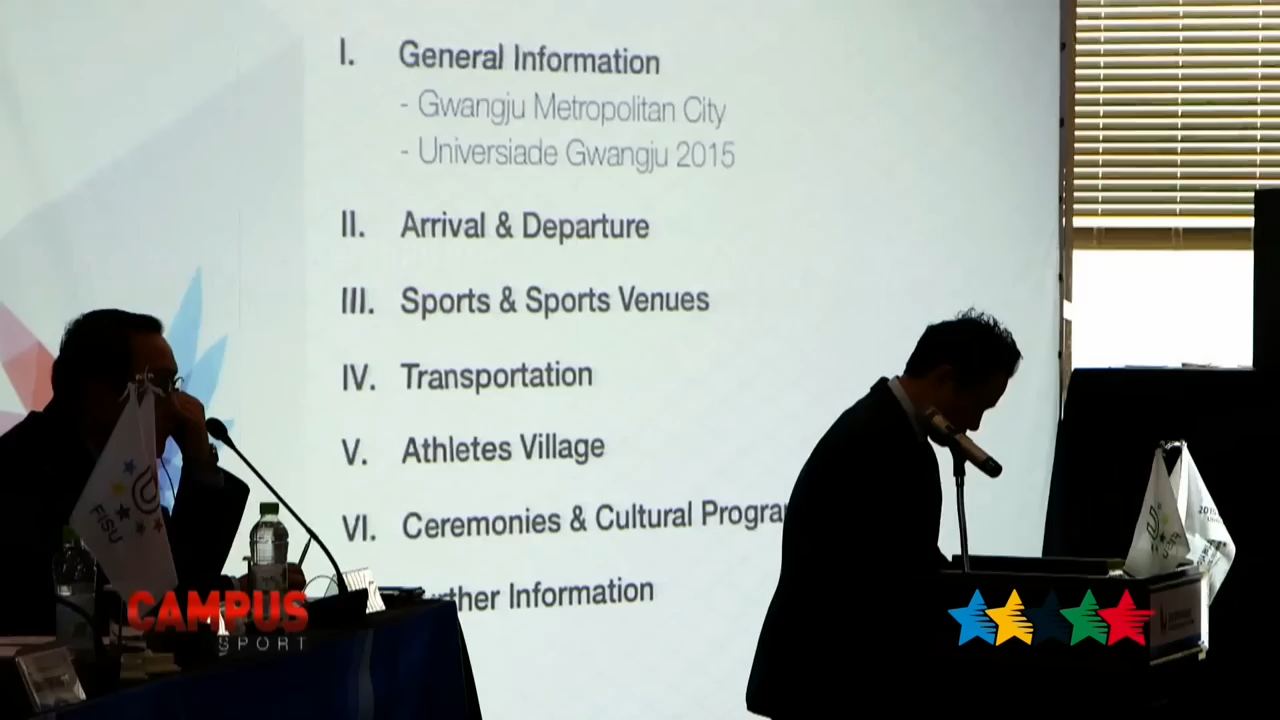 I. General Information
- Gwangju Metropolitan City
- Universiade Gwangju 2015
II. Arrival & Departure
III. Sports & Sports Venues
IV. Transportation
V. Athletes Village
VI. Ceremonies & Cultural Progra
ther Information
FISU
CAMPUS
SPORT